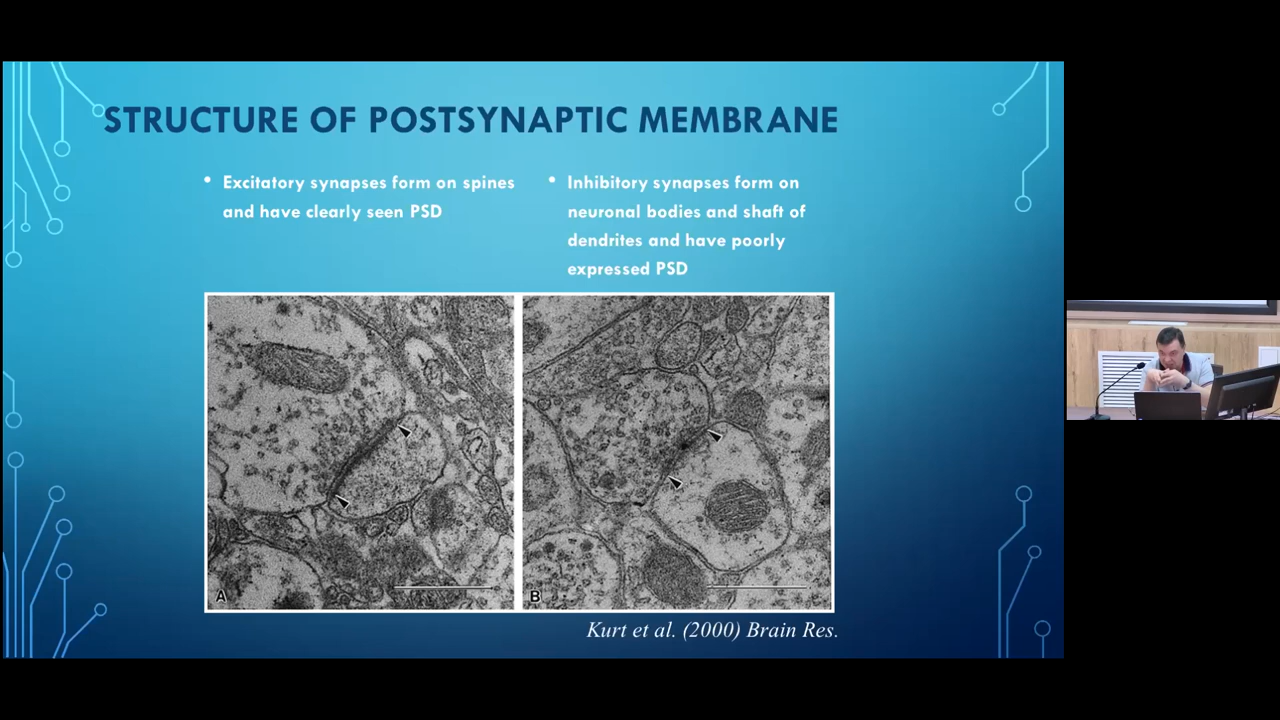 STRUCTURE OF POSTSYNAPTIC MEMBRANE
• Excitatory synapses form on spines
and have clearly seen PSD
• Inhibitory synapses form on
neuronal bodies and shaft of
dendrites and have poorly
expressed PSD
A
B
Kurt et al. (2000) Brain Res.